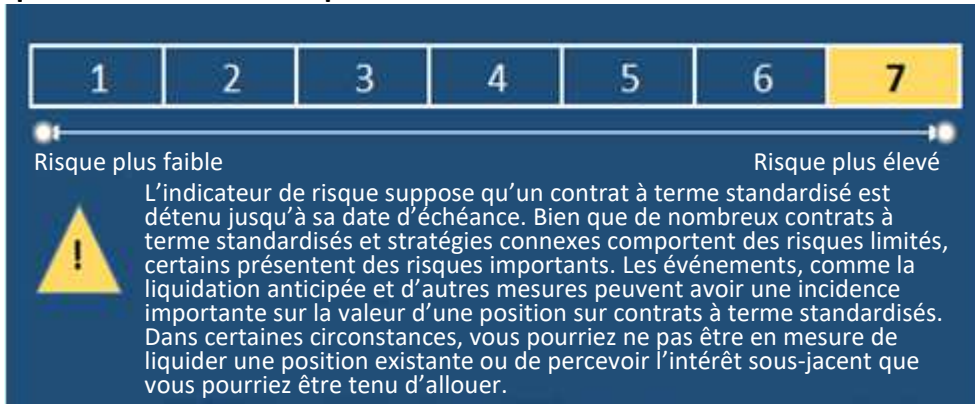 1 2 3 4 5 6 7
Risque plus faible Risque plus élevé
L’indicateur de risque suppose qu’un contrat à terme standardisé est
détenu jusqu’à sa date d’échéance. Bien que de nombreux contrats à
terme standardisés et stratégies connexes comportent des risques limités,
certains présentent des risques importants. Les événements, comme la
liquidation anticipée et d’autres mesures peuvent avoir une incidence
importante sur la valeur d’une position sur contrats à terme standardisés.
Dans certaines circonstances, vous pourriez ne pas être en mesure de
liquider une position existante ou de percevoir l’intérêt sous-jacent que
vous pourriez être tenu d’allouer.
!